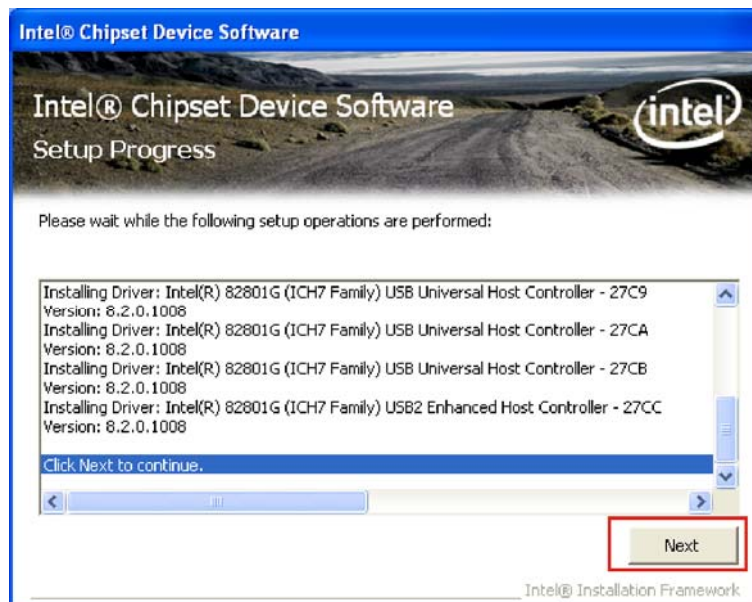 Intel® Chipset Device Software
Intel® Chipset Device Software
intel
Setup Progress
Please wait while the following setup operations are performed:
Installing Driver: Intel(R) 82801G (ICH7 Family) USB Universal Host Controller - 27C9
Version: 8.2.0.1008
Installing Driver: Intel(R) 82801G (ICH7 Family) USB Universal Host Controller - 27CA
Version: 8.2.0.1008
Installing Driver: Intel(R) 82801G (ICH7 Family) USB Universal Host Controller - 27CB
Version: 8.2.0.1008
Installing Driver: Intel(R) 82801G (ICH7 Family) USB2 Enhanced Host Controller - 27CC
Version: 8.2.0.1008
Click Next to continue.
Next
Intel® Installation Framework